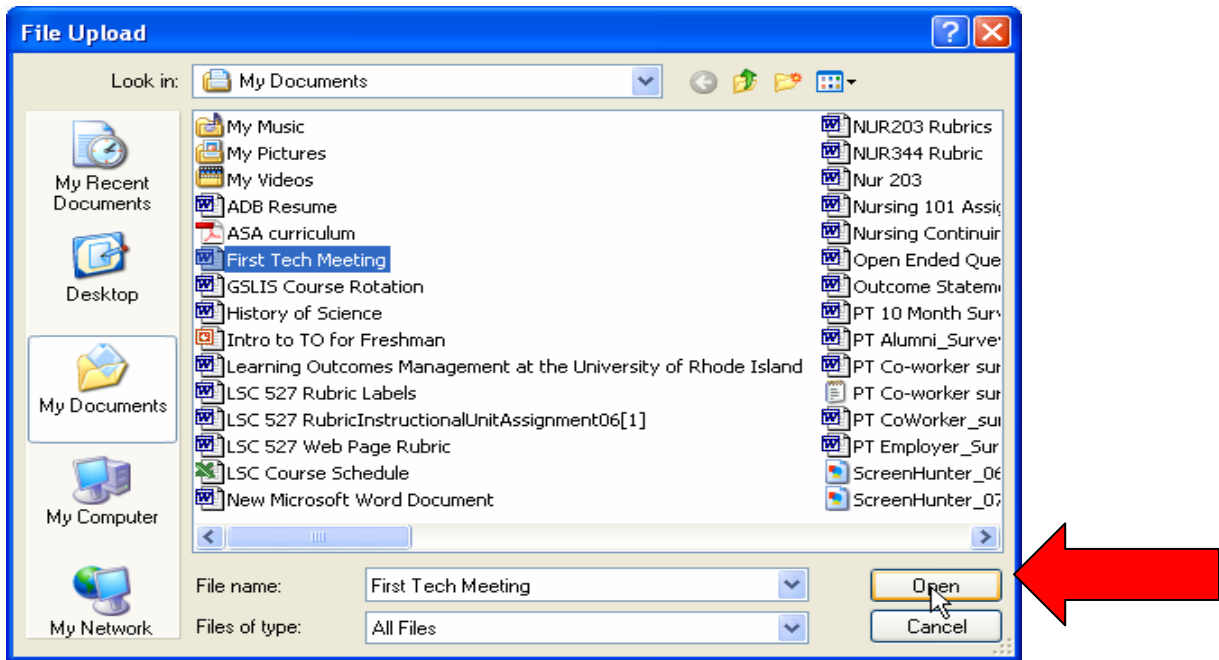 File Upload
Look in:
My Documents
My Recent
Documents
Desktop
My Documents
My Computer
My Network
My Music
My Pictures
My Videos
ADB Resume
ASA curriculum
First Tech Meeting
GSLIS Course Rotation
History of Science
Intro to TO for Freshman
Learning Outcomes Management at the University of Rhode Island
LSC 527 Rubric Labels
LSC 527 RubricInstructionalUnitAssignment06[1]
LSC 527 Web Page Rubric
LSC Course Schedule
New Microsoft Word Document
NUR203 Rubrics
NUR344 Rubric
Nur 203
Nursing 101 Assig
Nursing Continuin
Open Ended Que
Outcome Statem
PT 10 Month Surv
PT Alumni_Survey
PT Co-worker sur
PT Co-worker sur
PT CoWorker_sur
PT Employer_Sur
ScreenHunter_06
ScreenHunter_07
File name:
First Tech Meeting
Open
Files of type:
All Files
Cancel